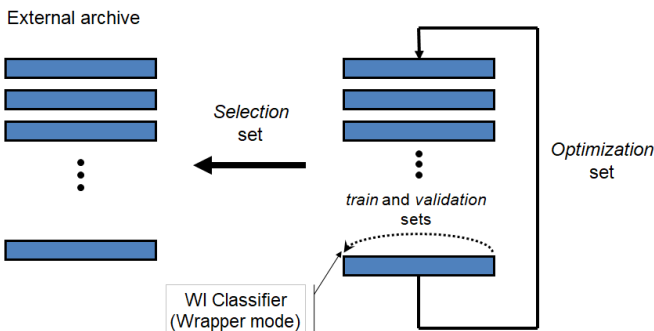 External archive
Selection
set
Optimization
set
train and validation
sets
WI Classifier
(Wrapper mode)